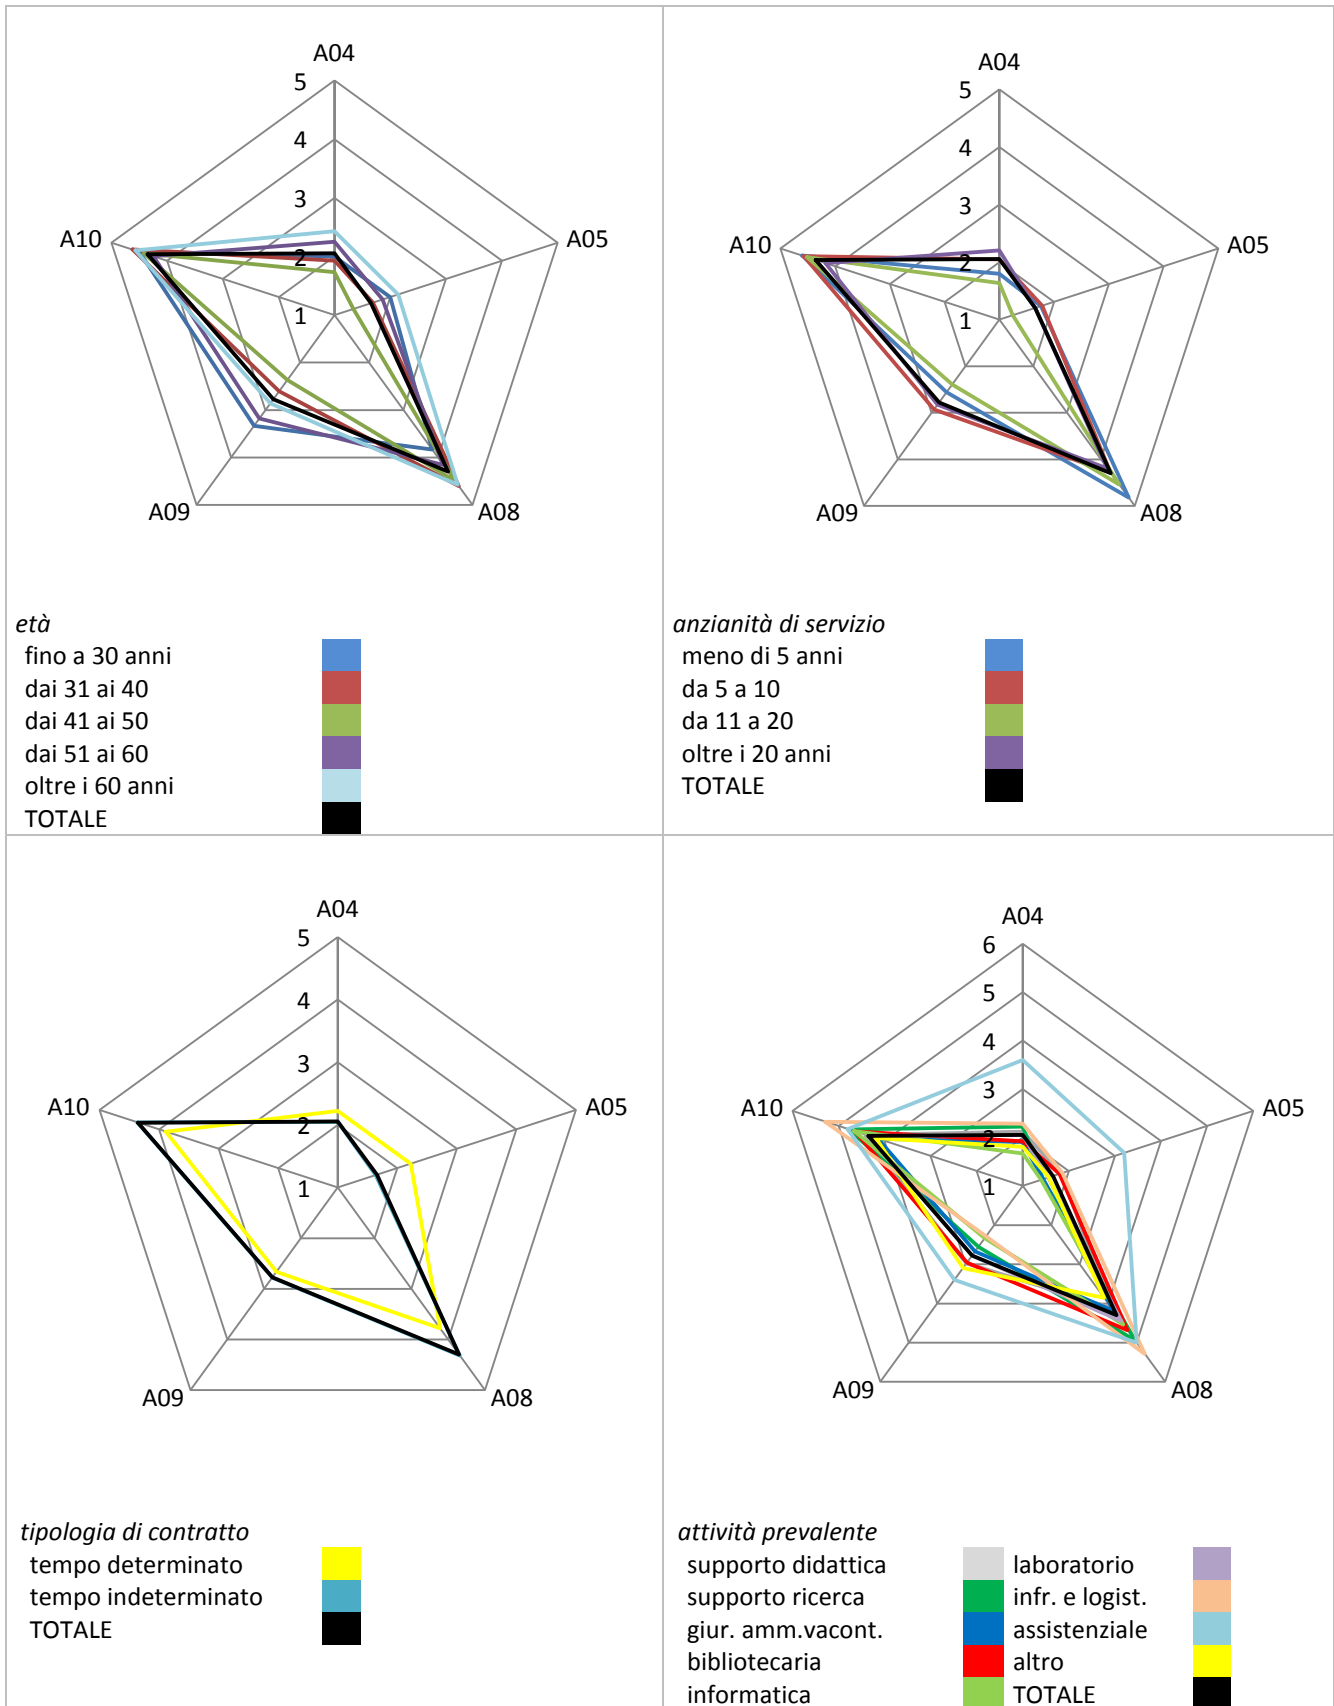 A04
5
4
3
2
1
A05
A10
A09
A08
età
fino a 30 anni
dai 31 ai 40
dai 41 ai 50
dai 51 ai 60
oltre i 60 anni
TOTALE
A04
5
4
3
2
1
A05
A10
A09
A08
anzianità di servizio
meno di 5 anni
da 5 a 10
da 11 a 20
oltre i 20 anni
TOTALE
A04
5
4
3
2
1
A05
A10
A09
A08
tipologia di contratto
tempo determinato
tempo indeterminato
TOTALE
A04
6
5
4
3
2
1
A05
A10
A09
A08
attività prevalente
supporto didattica laboratorio
supporto ricerca infr. e logist.
giur. amm.vacont. assistenziale
bibliotecaria altro
informatica TOTALE